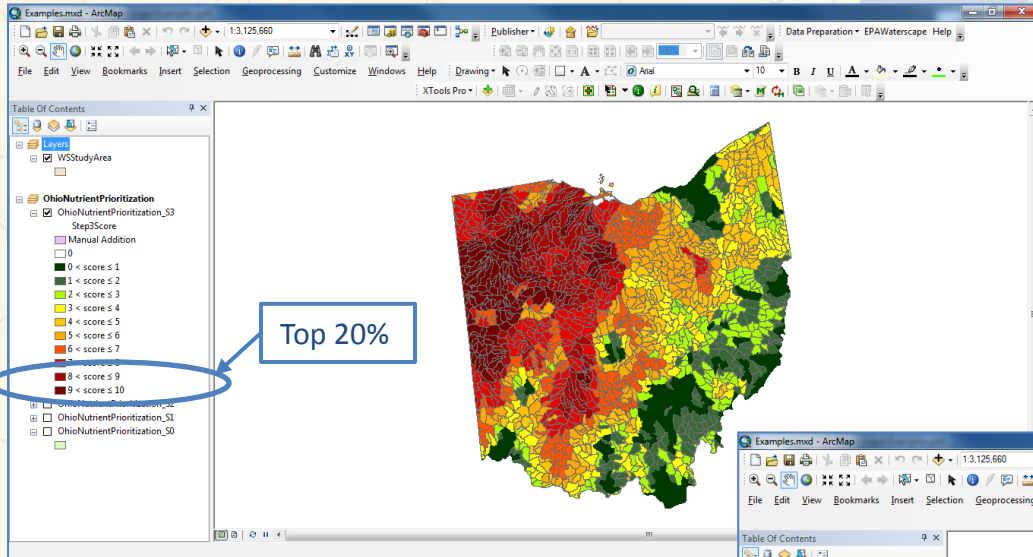 Examples.mxd - ArcMap
1:3,125,660
Publisher
Data Preparation EPAWaterscape Help
100%
File Edit View Bookmarks Insert Selection Geoprocessing Customize Windows Help
Drawing
A
Arial
10
B I U A
XTools Pro
Table Of Contents
Layers
WSStudyArea
OhioNutrientPrioritization
OhioNutrientPrioritization_S3
Step3Score
Manual Addition
0
0 < score ≤ 1
1 < score ≤ 2
2 < score ≤ 3
3 < score ≤ 4
4 < score ≤ 5
5 < score ≤ 6
6 < score ≤ 7
8 < score ≤ 9
9 < score ≤ 10
OhioNutrientPrioritization_S1
OhioNutrientPrioritization_S0
Top 20%
Examples.mxd - ArcMap
1:3,125,660
File Edit View Bookmarks Insert Selection Geoprocessing
Table Of Contents